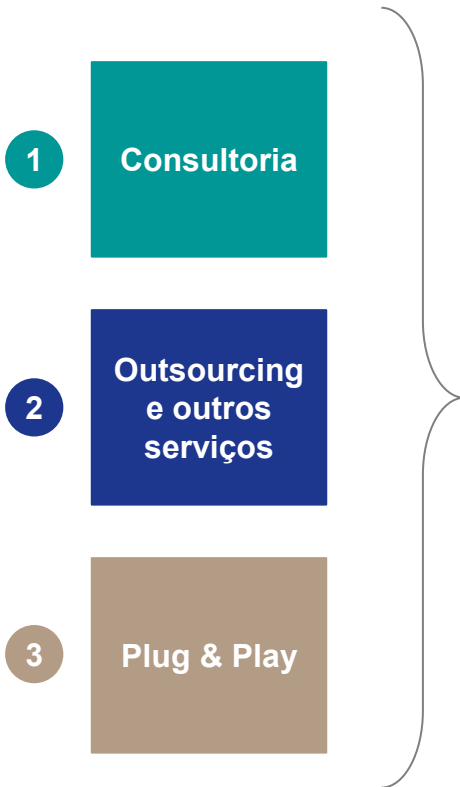 1
Consultoria
2
Outsourcing
e outros
serviços
3
Plug & Play